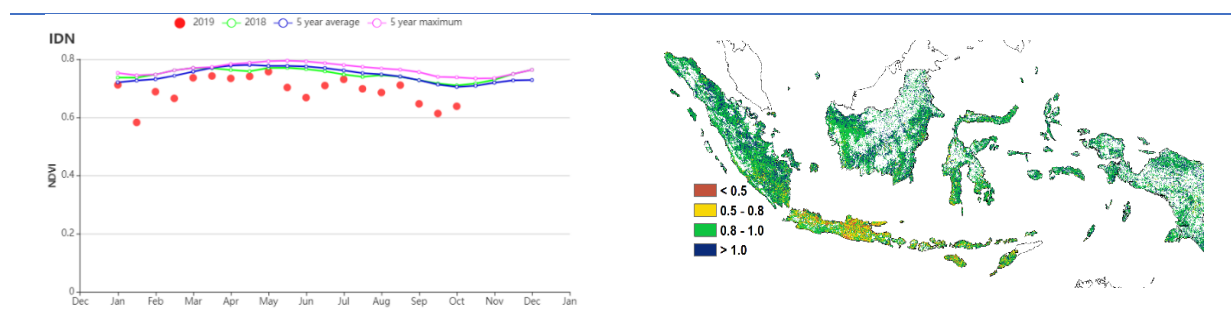 2019 2018 5 year average 5 year maximum
IDN
0.8
0.6
0.4
0.2
0
NDVI
Dec Jan Feb Mar Apr May Jun Jul Aug Sep Oct Nov Dec Jan
< 0.5
0.5 - 0.8
0.8 - 1.0
> 1.0